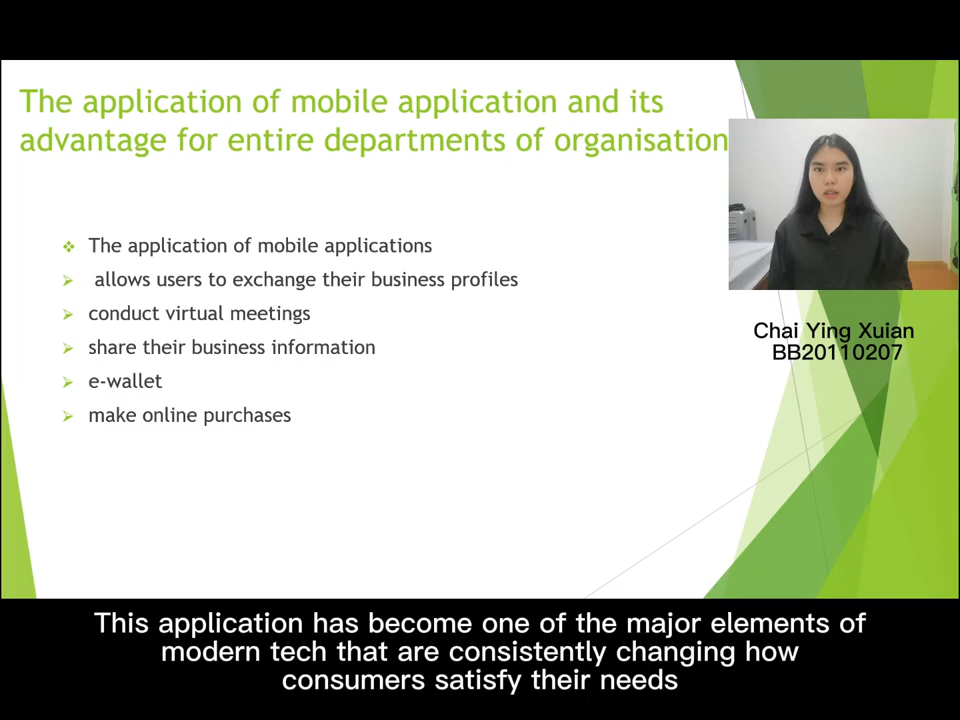 The application of mobile application and its
advantage for entire departments of organisation
The application of mobile applications
allows users to exchange their business profiles
conduct virtual meetings
share their business information
e-wallet
make online purchases
Chai Ying Xuian
BB20110207
This application has become one of the major elements of
modern tech that are consistently changing how
consumers satisfy their needs